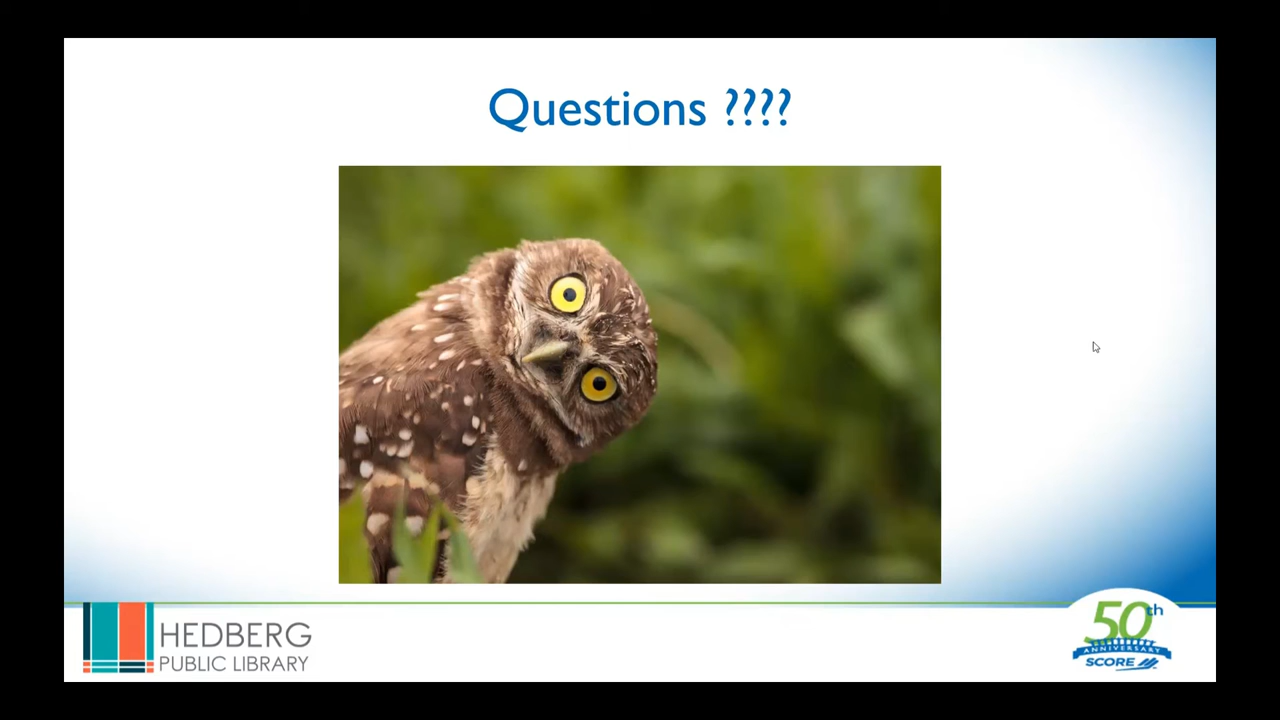 Questions ????
HEDBERG
PUBLIC LIBRARY
50th
ANNIVERSARY
SCORE